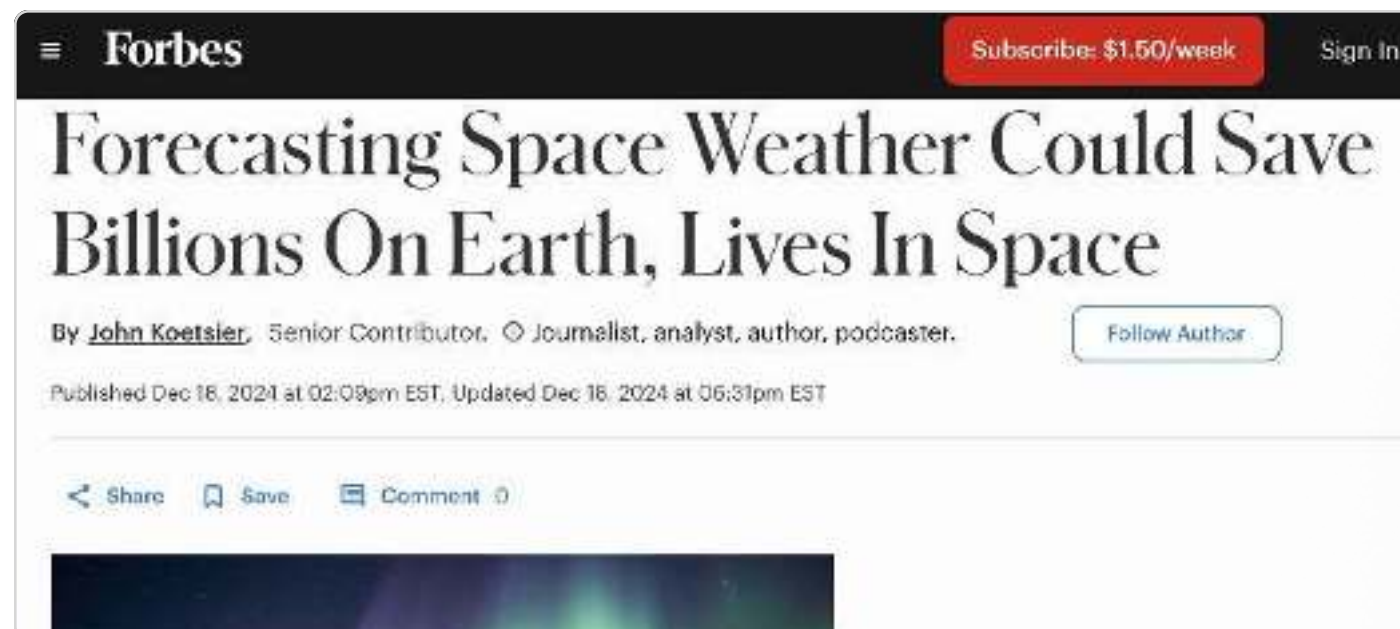 Forbes
Subscribe: $1.50/week
Sign In
Forecasting Space Weather Could Save
Billions On Earth, Lives In Space
By John Koetsier, Senior Contributor. Journalist, analyst, author, podcaster.
Follow Author
Published Dec 18, 2024 at 02:09pm EST, Updated Dec 18, 2024 at 06:31pm EST
Share
Save
Comment 0